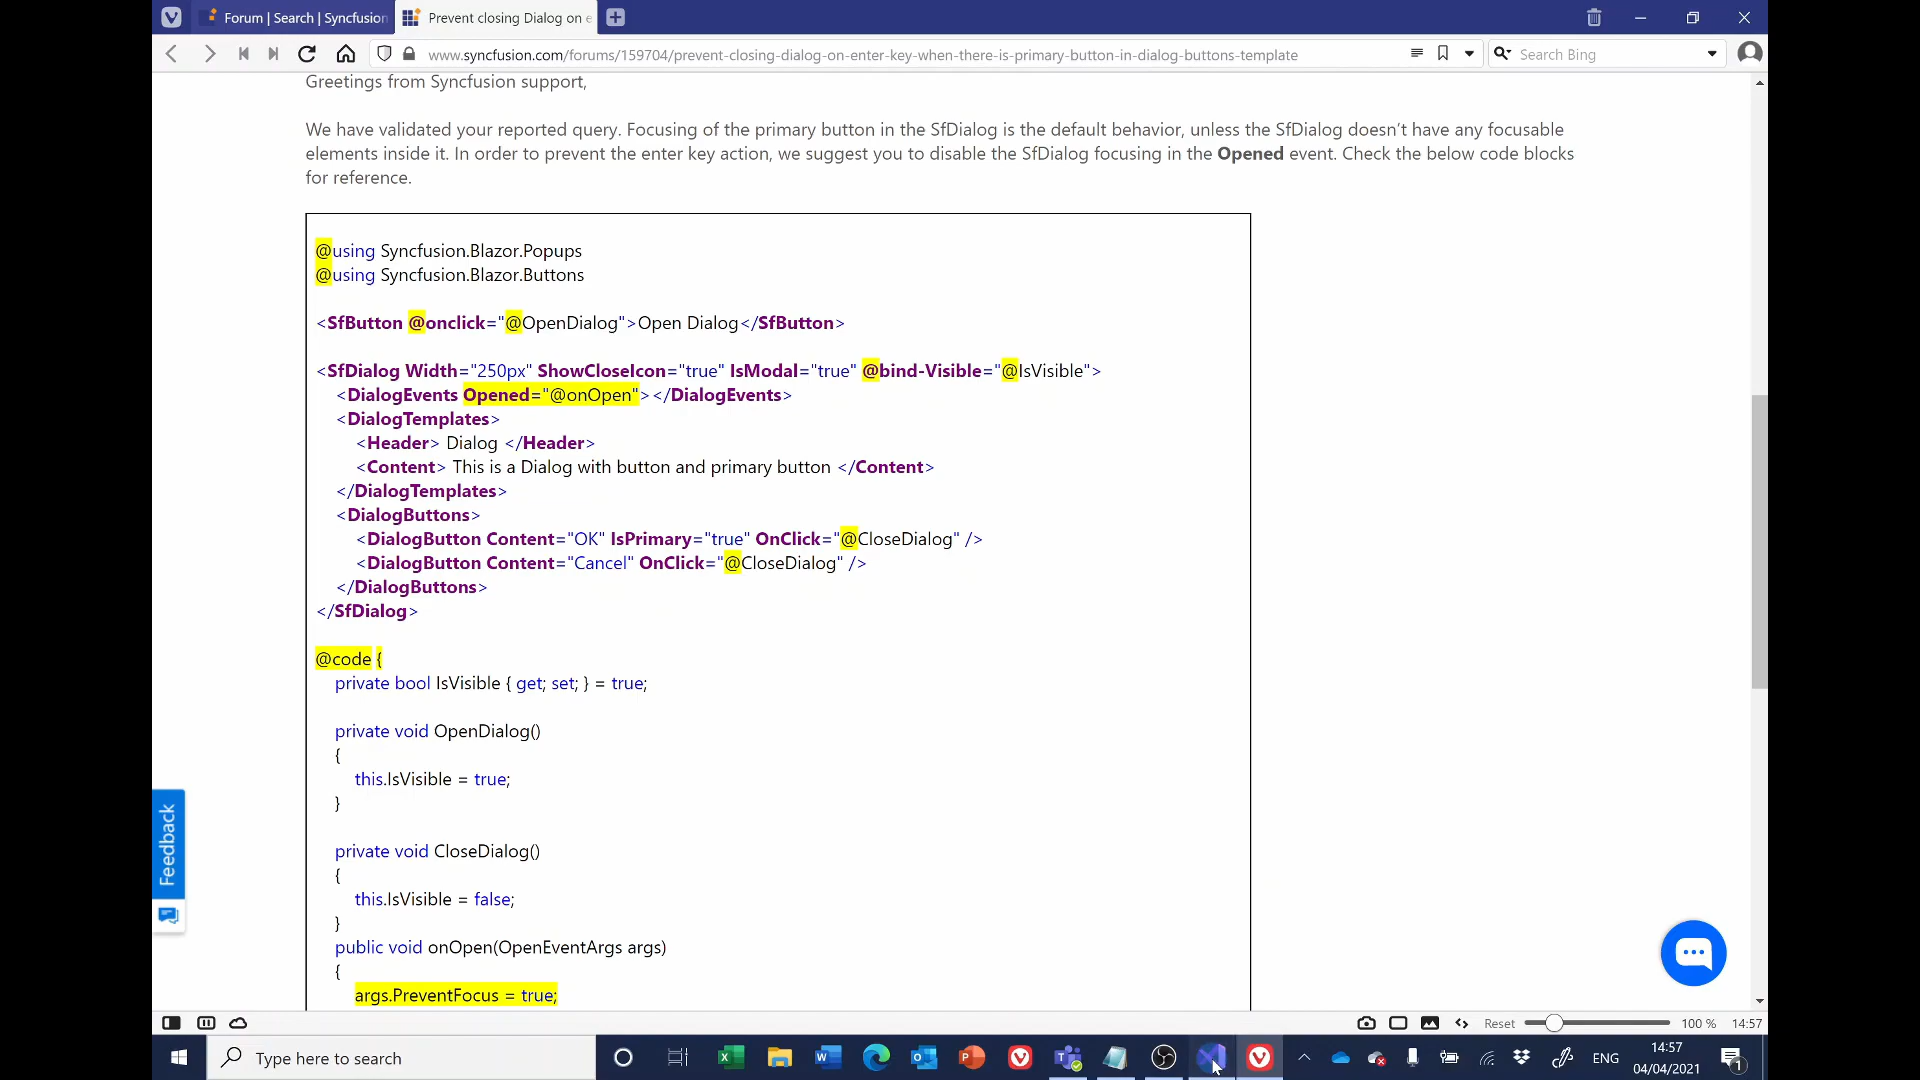 Forum | Search | Syncfusion
Prevent closing Dialog on e
www.syncfusion.com/forums/159704/prevent-closing-dialog-on-enter-key-when-there-is-primary-button-in-dialog-buttons-template
Search Bing
Greetings from Syncfusion support,
We have validated your reported query. Focusing of the primary button in the SfDialog is the default behavior, unless the SfDialog doesn't have any focusable
elements inside it. In order to prevent the enter key action, we suggest you to disable the SfDialog focusing in the Opened event. Check the below code blocks
for reference.
@using Syncfusion.Blazor.Popups
@using Syncfusion.Blazor.Buttons
<SfButton @onclick="@OpenDialog">Open Dialog</SfButton>
<SfDialog Width="250px" ShowCloseIcon="true" IsModal="true" @bind-Visible="@IsVisible">
<DialogEvents Opened="@onOpen"></DialogEvents>
<DialogTemplates>
<Header> Dialog </Header>
<Content> This is a Dialog with button and primary button </Content>
</DialogTemplates>
<DialogButtons>
<DialogButton Content="OK" IsPrimary="true" OnClick="@CloseDialog" />
<DialogButton Content="Cancel" OnClick="@CloseDialog" />
</DialogButtons>
</SfDialog>
@code {
private bool IsVisible { get; set; } = true;
private void OpenDialog()
{
this.IsVisible = true;
}
private void CloseDialog()
{
this.IsVisible = false;
}
public void onOpen(OpenEventArgs args)
{
args.PreventFocus = true;
Feedback
Reset
100 %
14:57
Type here to search
ENG
14:57
04/04/2021
1